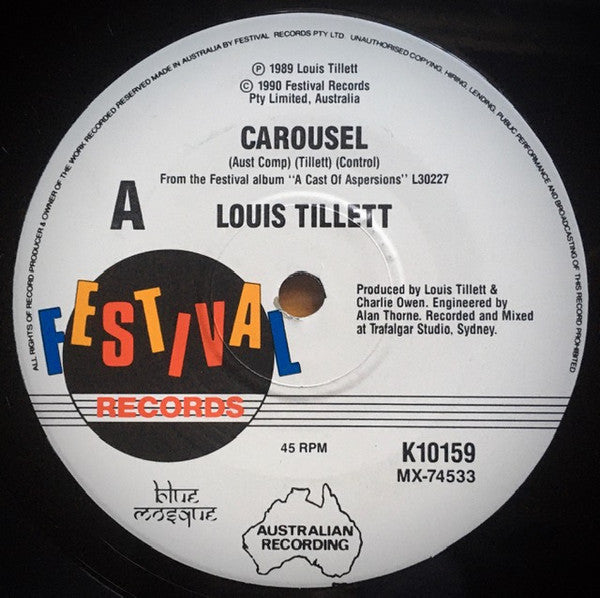 ALL RIGHTS OF RECORD PRODUCER & OWNER OF THE WORK RECORDED RESERVED MADE IN AUSTRALIA BY FESTIVAL RECORDS PTY LTD. UNAUTHORISED COPYING, HIRING, LENDING, PUBLIC PERFORMANCE AND BROADCASTING OF THIS RECORD PROHIBITED
℗ 1989 Louis Tillett
© 1990 Festival Records
Pty Limited, Australia
CAROUSEL
(Aust Comp) (Tillett) (Control)
From the Festival album "A Cast Of Aspersions" L30227
A
LOUIS TILLETT
Produced by Louis Tillett &
Charlie Owen. Engineered by
Alan Thorne. Recorded and Mixed
at Trafalgar Studio, Sydney.
FESTIVAL
RECORDS
45 RPM
K10159
MX-74533
blue
mosque
AUSTRALIAN
RECORDING